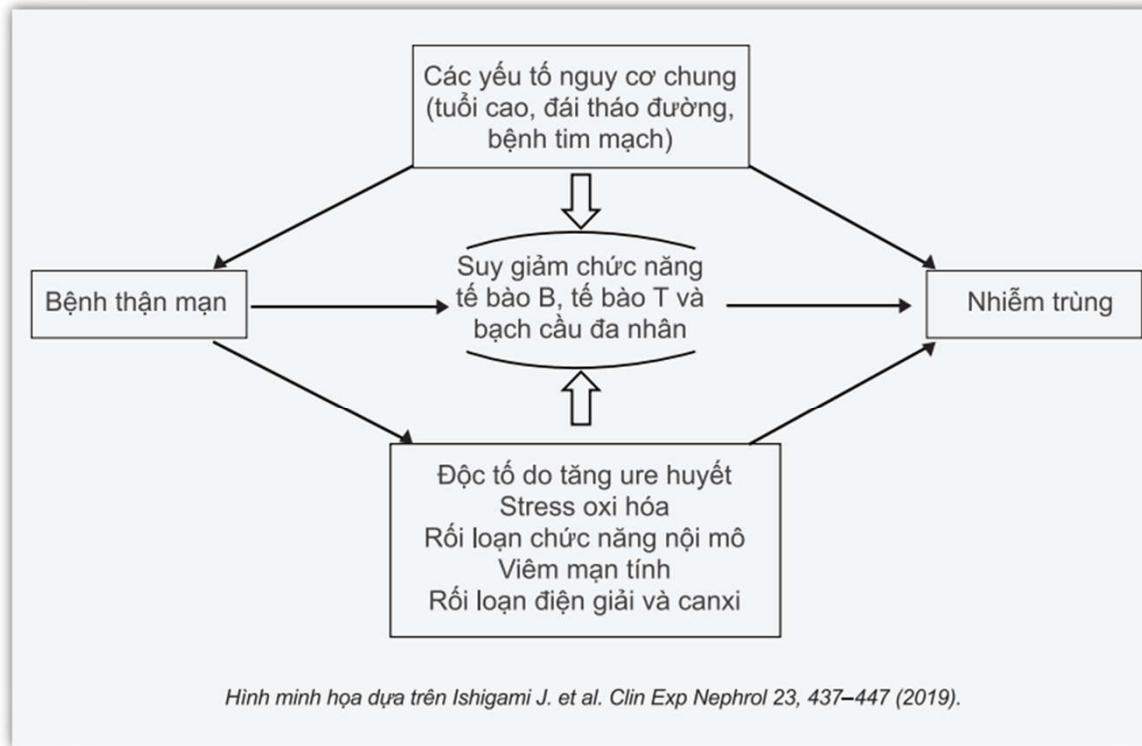 Các yếu tố nguy cơ chung
(tuổi cao, đái tháo đường,
bệnh tim mạch)
Bệnh thận mạn
Suy giảm chức năng
tế bào B, tế bào T và
bạch cầu đa nhân
Nhiễm trùng
Độc tố do tăng ure huyết
Stress oxi hóa
Rối loạn chức năng nội mô
Viêm mạn tính
Rối loạn điện giải và canxi
Hình minh họa dựa trên Ishigami J. et al. Clin Exp Nephrol 23, 437–447 (2019).